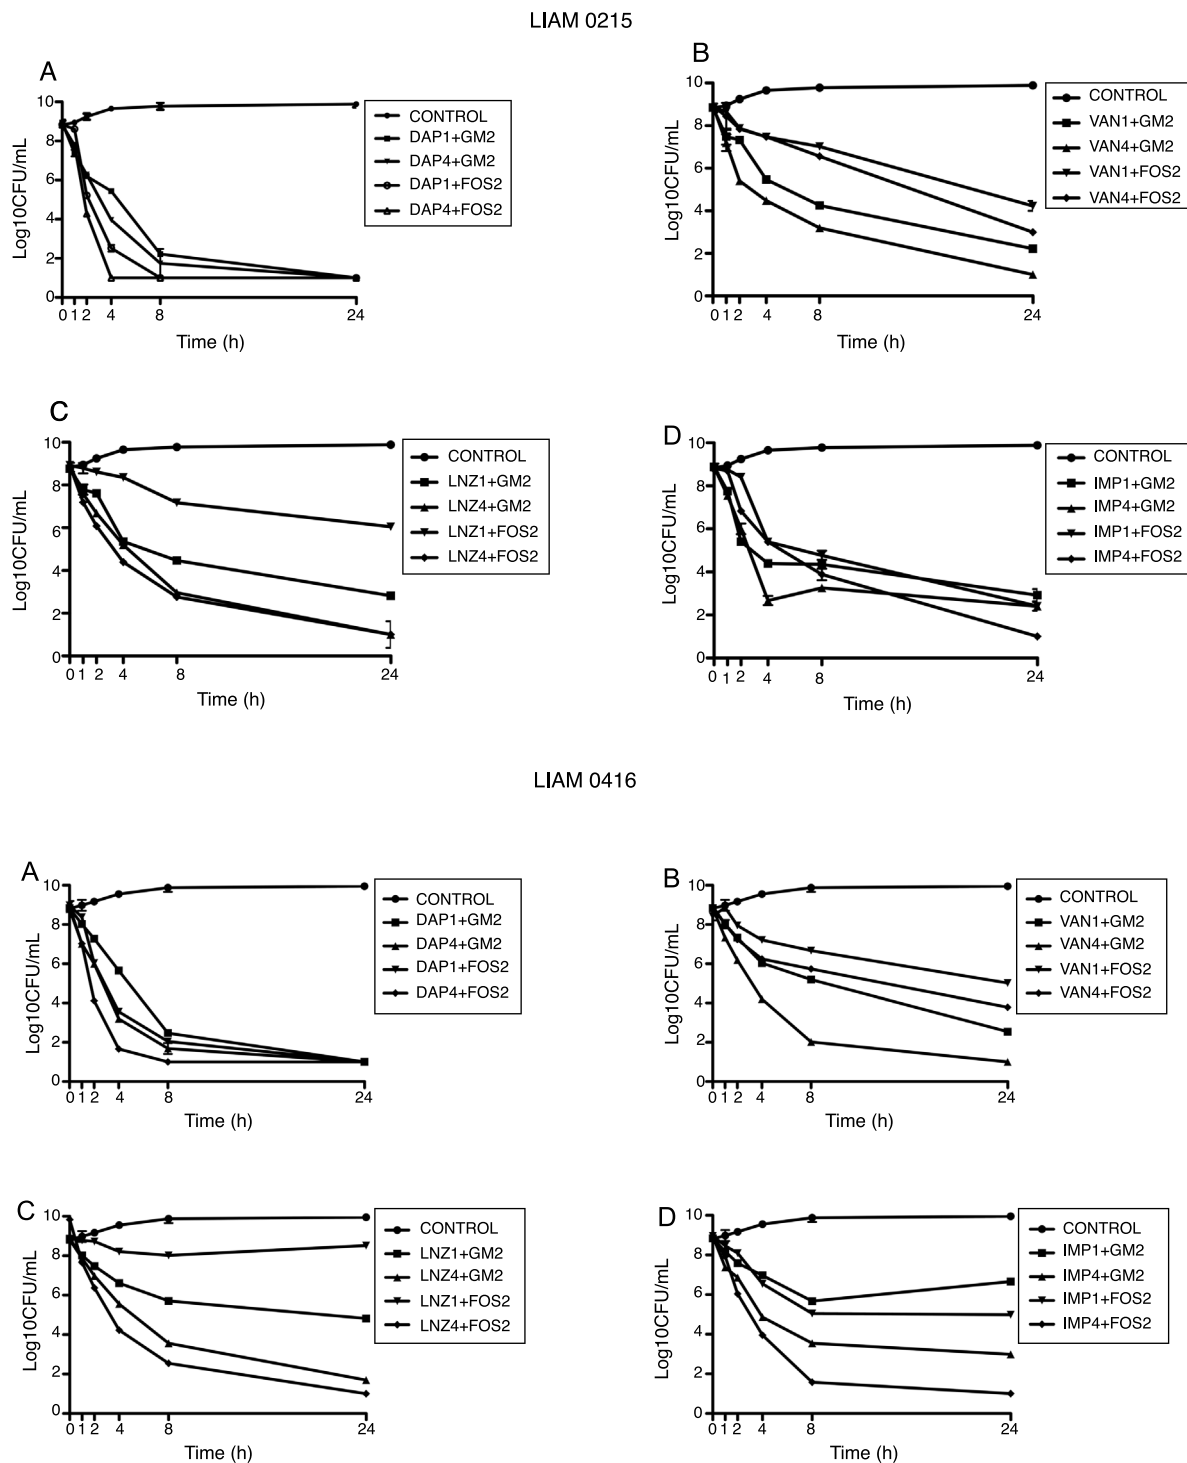 LIAM 0215
A
Log10CFU/mL
10
8
6
4
2
0
0 1 2 4 8 24
Time (h)
CONTROL
DAP1+GM2
DAP4+GM2
DAP1+FOS2
DAP4+FOS2
B
Log10CFU/mL
10
8
6
4
2
0
0 1 2 4 8 24
Time (h)
CONTROL
VAN1+GM2
VAN4+GM2
VAN1+FOS2
VAN4+FOS2
C
Log10CFU/mL
10
8
6
4
2
0
0 1 2 4 8 24
Time (h)
CONTROL
LNZ1+GM2
LNZ4+GM2
LNZ1+FOS2
LNZ4+FOS2
D
Log10CFU/mL
10
8
6
4
2
0
0 1 2 4 8 24
Time (h)
CONTROL
IMP1+GM2
IMP4+GM2
IMP1+FOS2
IMP4+FOS2
LIAM 0416
A
Log10CFU/mL
10
8
6
4
2
0
0 1 2 4 8 24
Time (h)
CONTROL
DAP1+GM2
DAP4+GM2
DAP1+FOS2
DAP4+FOS2
B
Log10CFU/mL
10
8
6
4
2
0
0 1 2 4 8 24
Time (h)
CONTROL
VAN1+GM2
VAN4+GM2
VAN1+FOS2
VAN4+FOS2
C
Log10CFU/mL
10
8
6
4
2
0
0 1 2 4 8 24
Time (h)
CONTROL
LNZ1+GM2
LNZ4+GM2
LNZ1+FOS2
LNZ4+FOS2
D
Log10CFU/mL
10
8
6
4
2
0
0 1 2 4 8 24
Time (h)
CONTROL
IMP1+GM2
IMP4+GM2
IMP1+FOS2
IMP4+FOS2